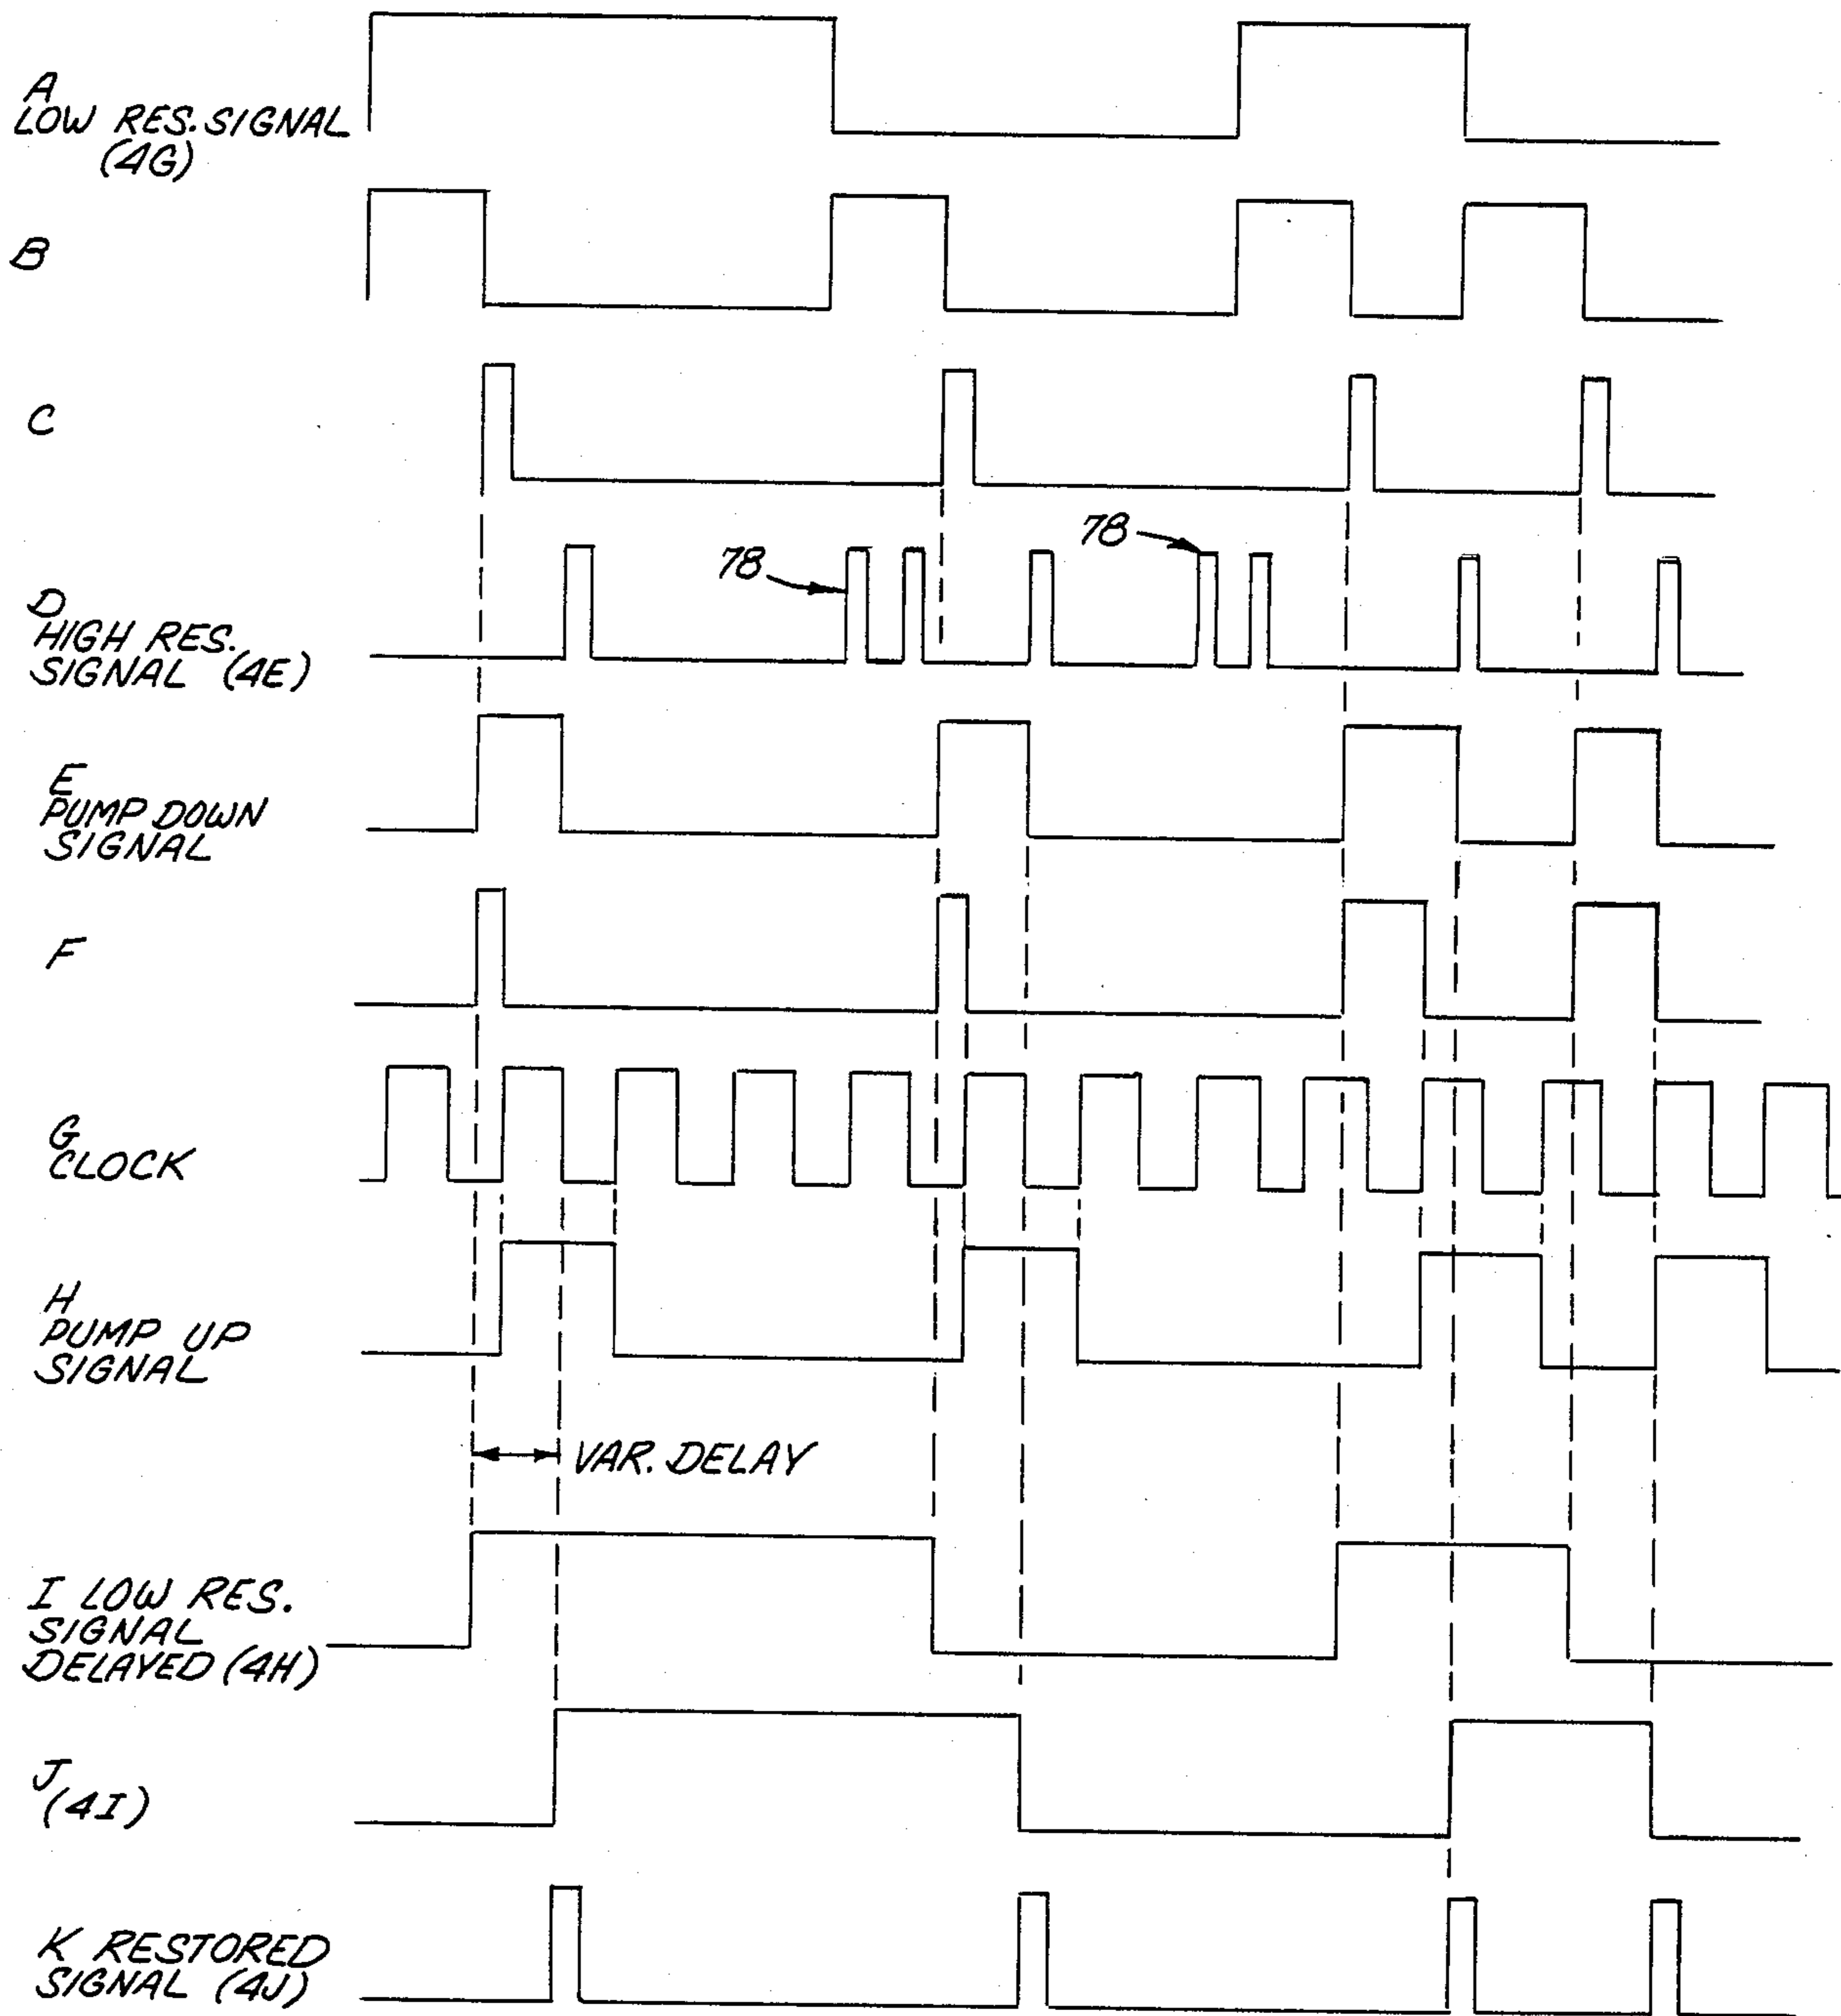 A
LOW RES. SIGNAL
(4G)
B
C
78
78
D
HIGH RES.
SIGNAL (4E)
E
PUMP DOWN
SIGNAL
F
G
CLOCK
H
PUMP UP
SIGNAL
VAR. DELAY
I LOW RES.
SIGNAL
DELAYED (4H)
J
(4I)
K RESTORED
SIGNAL (4J)